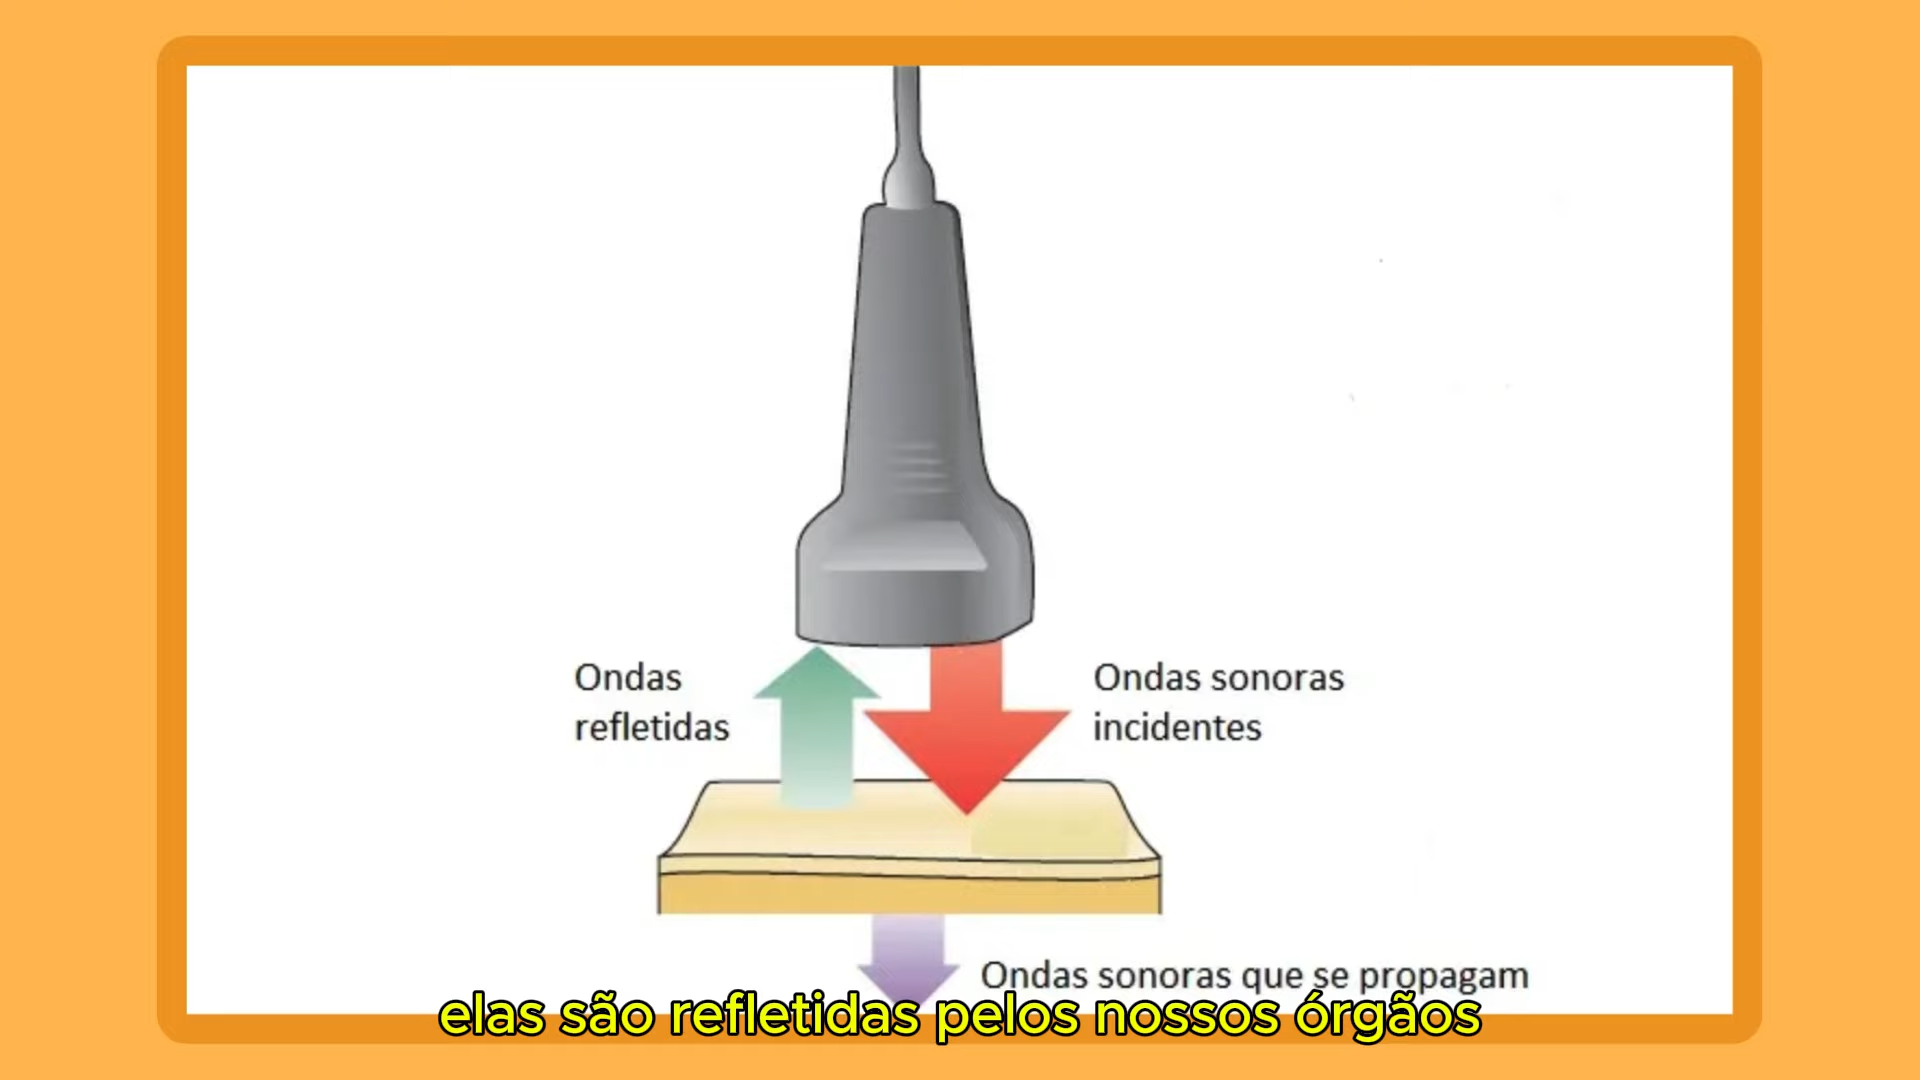 Ondas
refletidas
Ondas sonoras
incidentes
Ondas sonoras que se propagam
elas são refletidas pelos nossos órgãos